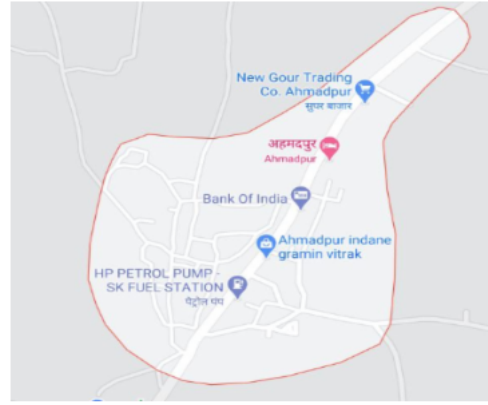 New Gour Trading
Co. Ahmadpur
सुपर बाजार
अहमदपुर
Ahmadpur
Bank Of India
Ahmadpur indane
gramin vitrak
HP PETROL PUMP -
SK FUEL STATION
पेट्रोल पंप